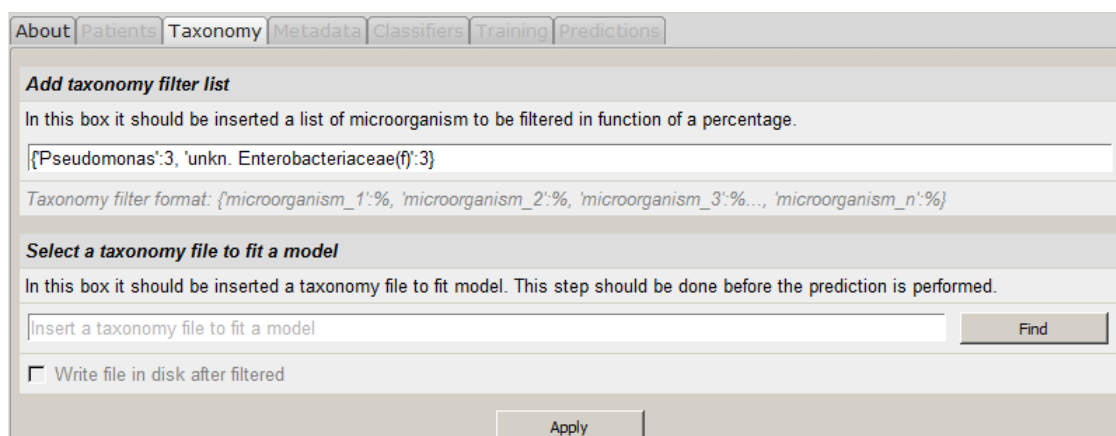 About Patients Taxonomy Metadata Classifiers Training Predictions
Add taxonomy filter list
In this box it should be inserted a list of microorganism to be filtered in function of a percentage.
{'Pseudomonas':3, 'unkn. Enterobacteriaceae(f)':3}
Taxonomy filter format: {'microorganism_1':%, 'microorganism_2':%, 'microorganism_3':%..., 'microorganism_n':%}
Select a taxonomy file to fit a model
In this box it should be inserted a taxonomy file to fit model. This step should be done before the prediction is performed.
Insert a taxonomy file to fit a model Find
Write file in disk after filtered
Apply